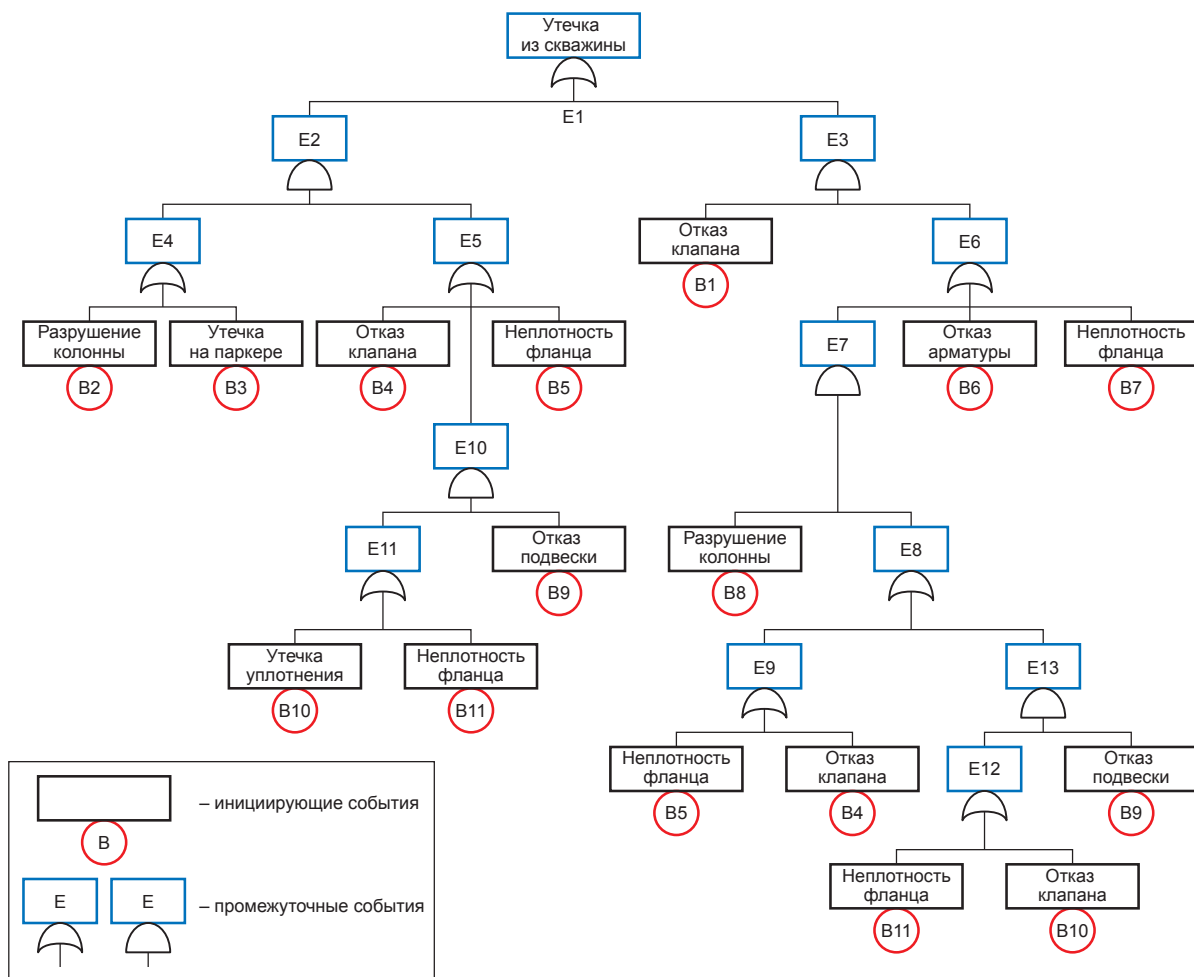 Утечка
из скважины
E1
E2
E3
E4
E5
Отказ
клапана
B1
E6
Разрушение
колонны
B2
Утечка
на паркере
B3
Отказ
клапана
B4
Неплотность
фланца
B5
E7
Отказ
арматуры
B6
Неплотность
фланца
B7
E10
E11
Отказ
подвески
B9
Разрушение
колонны
B8
E8
Утечка
уплотнения
B10
Неплотность
фланца
B11
E9
E13
Неплотность
фланца
B5
Отказ
клапана
B4
E12
Отказ
подвески
B9
Неплотность
фланца
B11
Отказ
клапана
B10
– инициирующие события
B
E
E
– промежуточные события